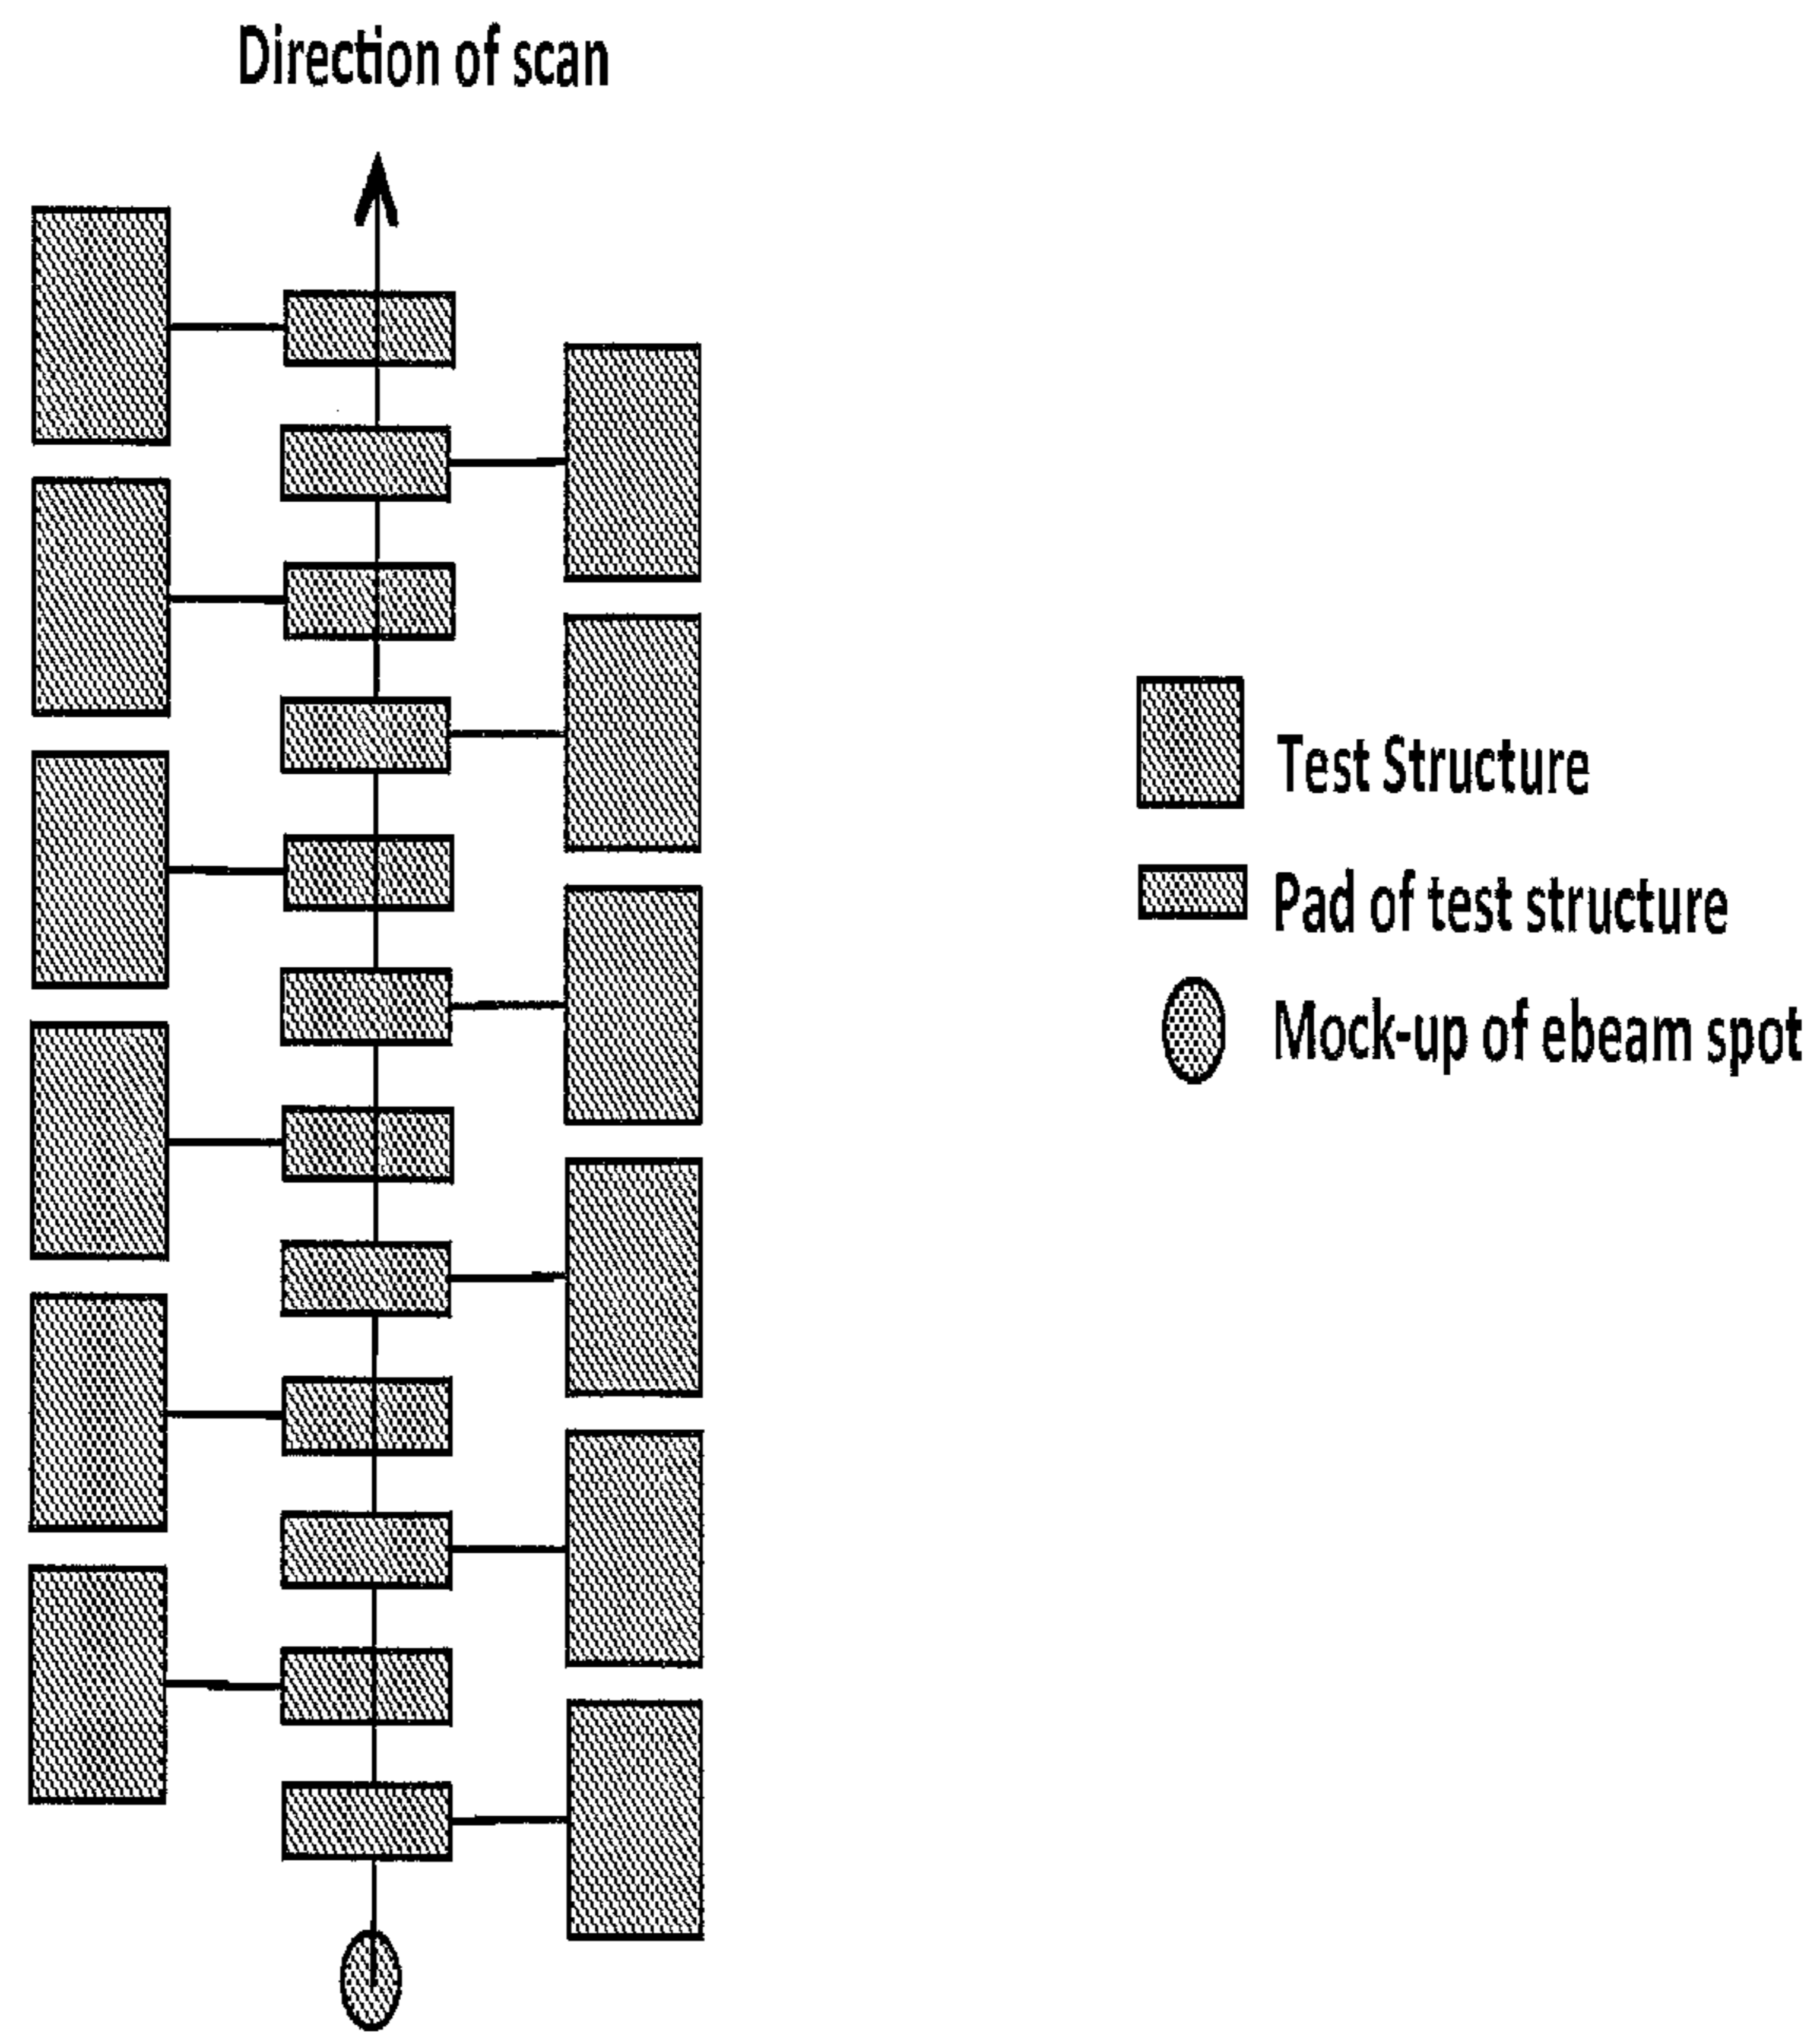 Direction of scan
Test Structure
Pad of test structure
Mock-up of ebeam spot